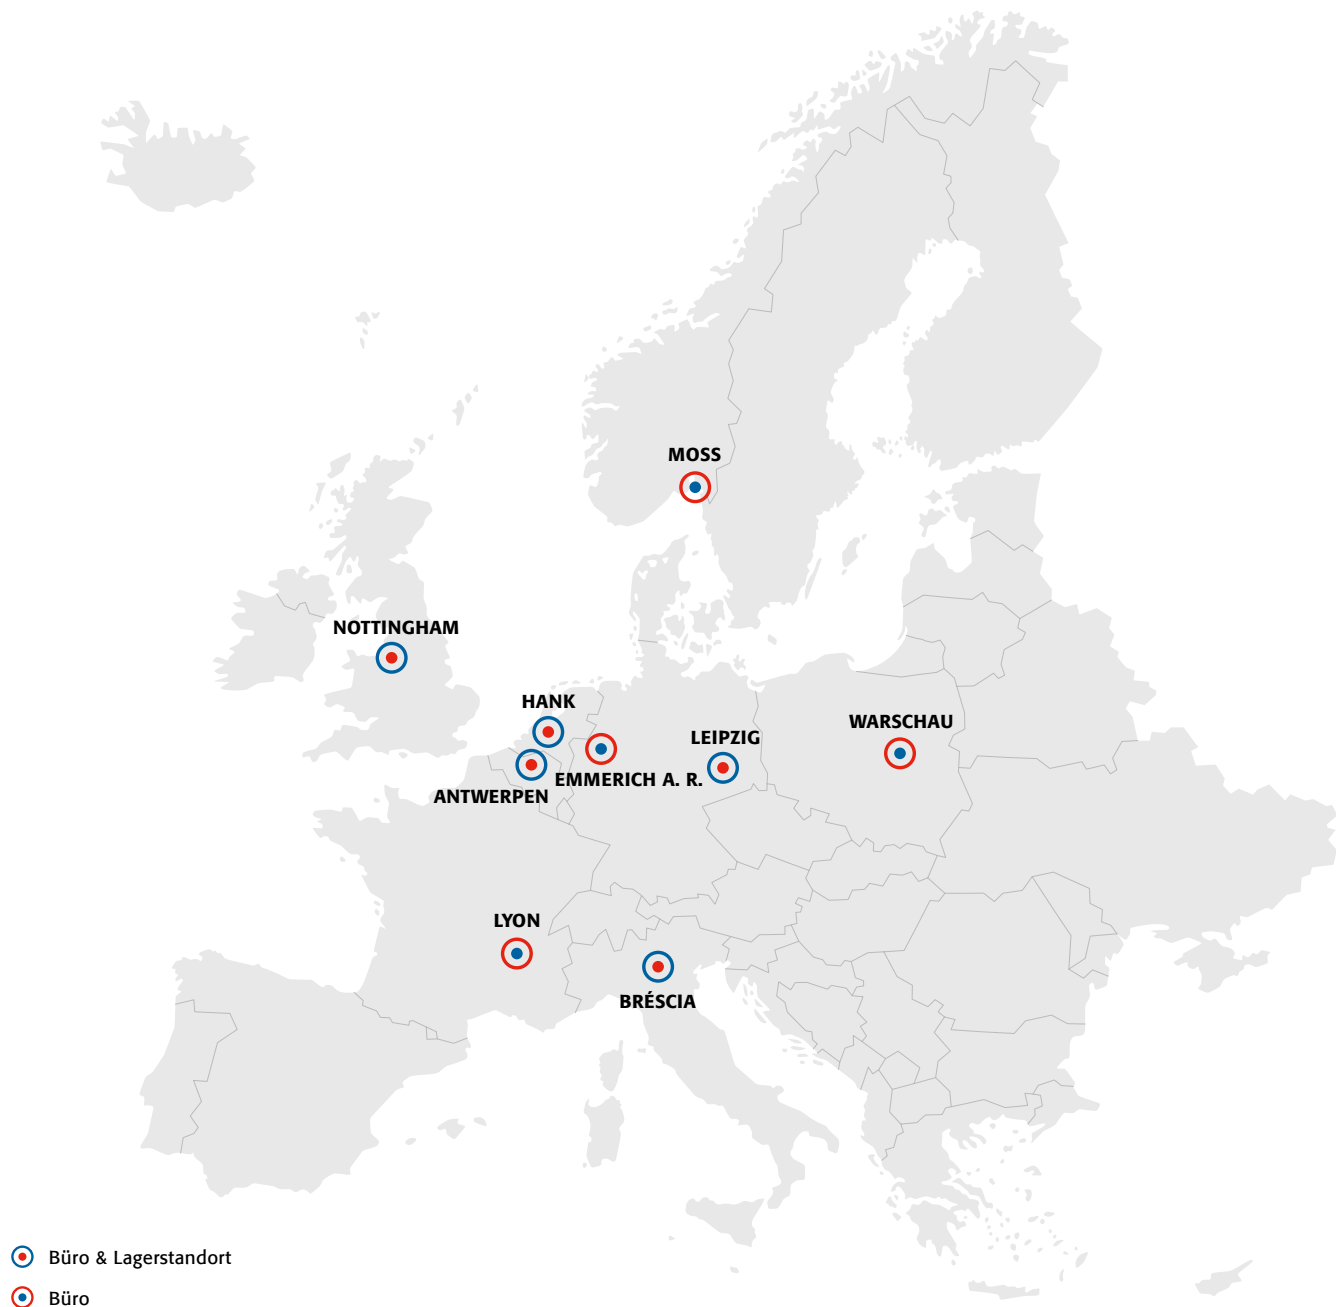 MOSS
NOTTINGHAM
HANK
WARSCHAU
LEIPZIG
EMMERICH A. R.
ANTWERPEN
LYON
BRÉSCIA
Büro & Lagerstandort
Büro